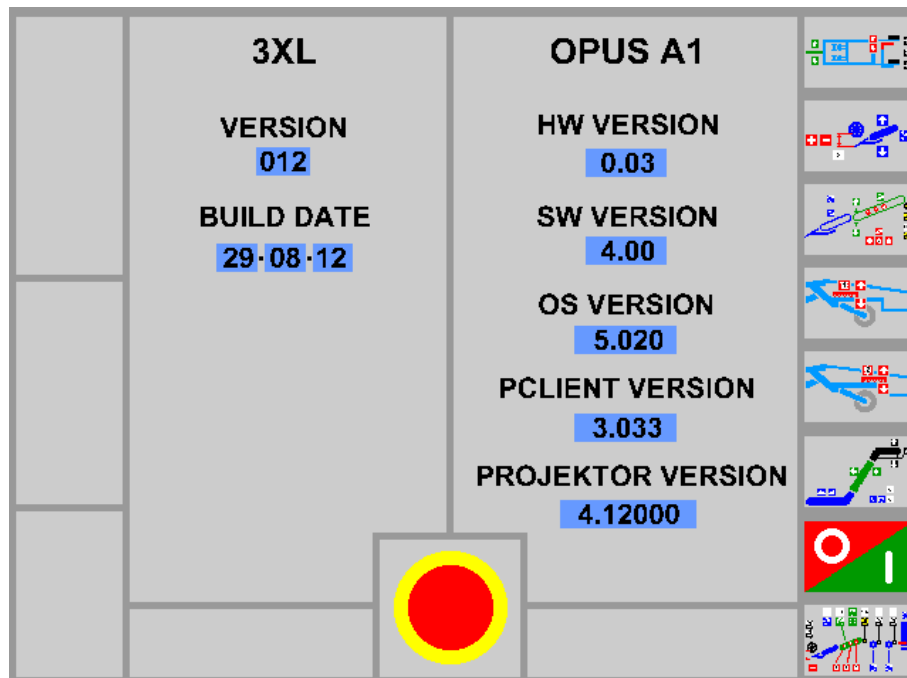 3XL
VERSION
012
BUILD DATE
29·08·12
OPUS A1
HW VERSION
0.03
SW VERSION
4.00
OS VERSION
5.020
PCLIENT VERSION
3.033
PROJEKTOR VERSION
4.12000